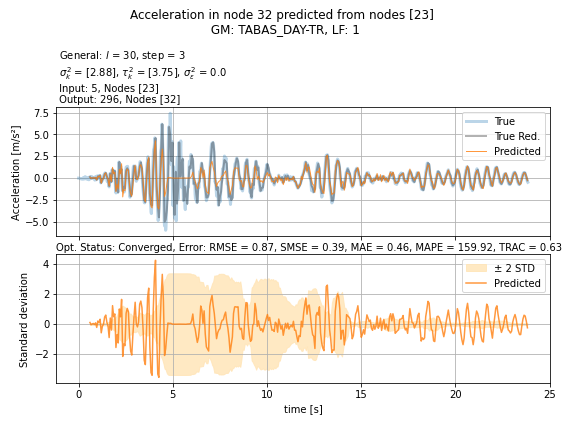 Acceleration in node 32 predicted from nodes [23]
GM: TABAS_DAY-TR, LF: 1
General: l = 30, step = 3
σ_k^2 = [2.88], τ_k^2 = [3.75], σ_ε^2 = 0.0
Input: 5, Nodes [23]
Output: 296, Nodes [32]
Acceleration [m/s²]
7.5
5.0
2.5
0.0
−2.5
−5.0
True
True Red.
Predicted
Opt. Status: Converged, Error: RMSE = 0.87, SMSE = 0.39, MAE = 0.46, MAPE = 159.92, TRAC = 0.63
Standard deviation
4
2
0
−2
± 2 STD
Predicted
0
5
10
15
20
25
time [s]